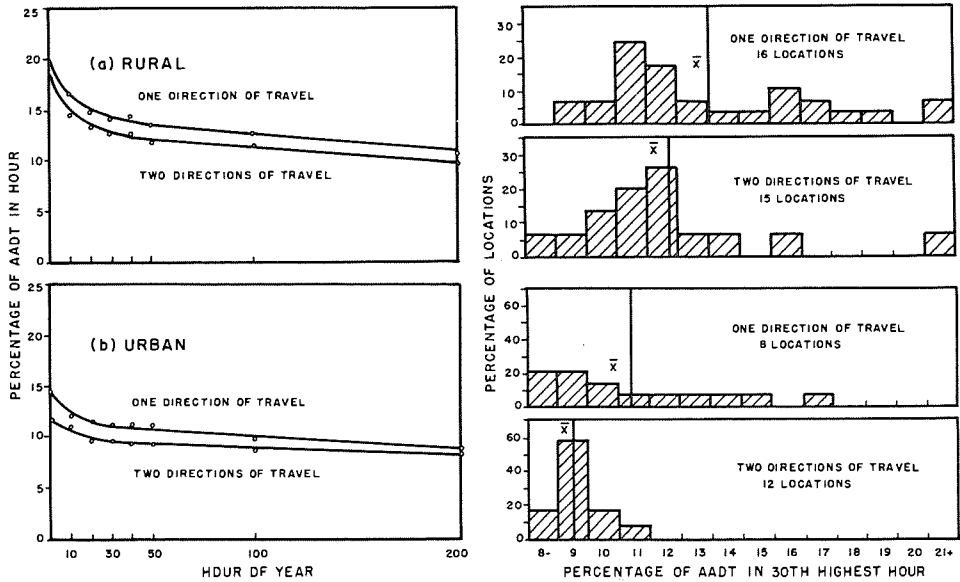 25
20
15
10
5
0
(a) RURAL
ONE DIRECTION OF TRAVEL
TWO DIRECTIONS OF TRAVEL
10 30 50 100 200
25
20
15
10
5
0
(b) URBAN
ONE DIRECTION OF TRAVEL
TWO DIRECTIONS OF TRAVEL
10 30 50 100 200
HOUR OF YEAR
PERCENTAGE OF AADT IN HOUR
PERCENTAGE OF LOCATIONS
30
20
10
0
x̄
ONE DIRECTION OF TRAVEL
16 LOCATIONS
30
20
10
0
x̄
TWO DIRECTIONS OF TRAVEL
15 LOCATIONS
60
40
20
0
x̄
ONE DIRECTION OF TRAVEL
8 LOCATIONS
60
40
20
0
x̄
TWO DIRECTIONS OF TRAVEL
12 LOCATIONS
8- 9 10 11 12 13 14 15 16 17 18 19 20 21+
PERCENTAGE OF AADT IN 30TH HIGHEST HOUR